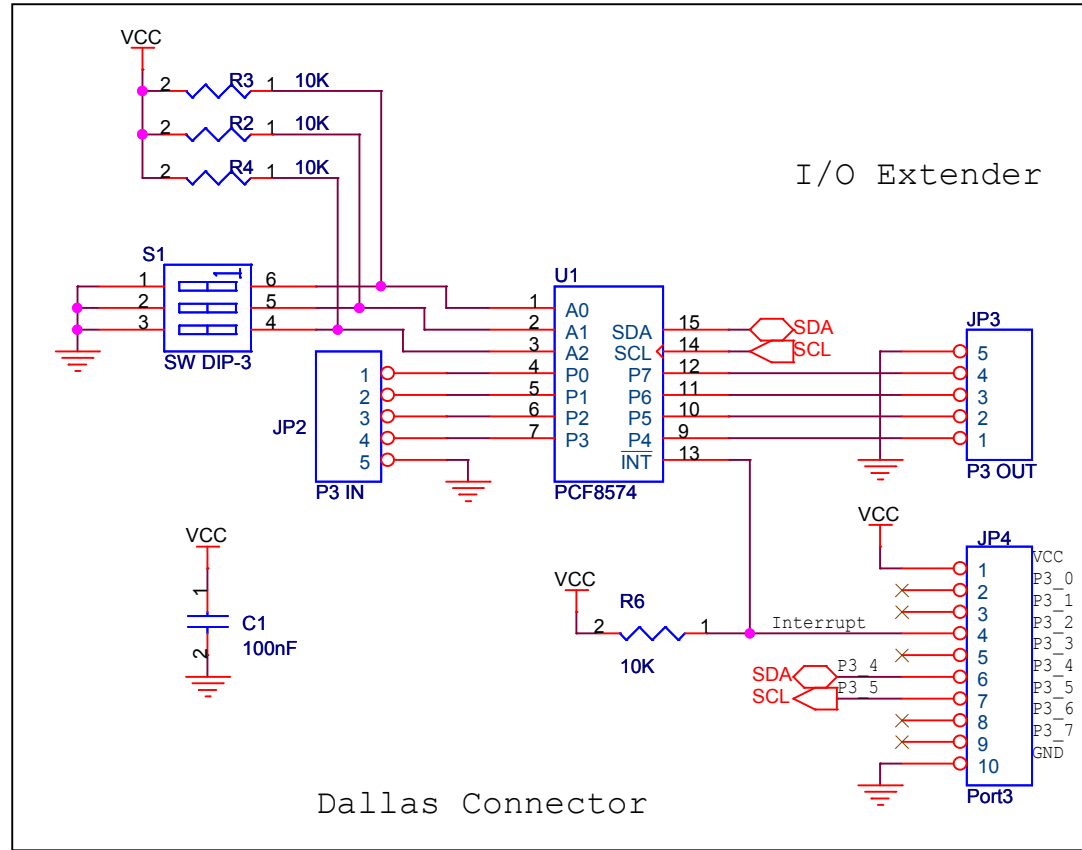 VCC
2 R3 1 10K
2 R2 1 10K
2 R4 1 10K
I/O Extender
S1
1 6
2 5
3 4
SW DIP-3
U1
1 A0
2 A1
3 A2
4 P0
5 P1
6 P2
7 P3
SDA 15 SDA
SCL 14 SCL
P7 12
P6 11
P5 10
P4 9
INT 13
PCF8574
JP2
1
2
3
4
5
P3 IN
JP3
5
4
3
2
1
P3 OUT
VCC
1
C1
100nF
2
VCC
R6
2 1
10K
Interrupt
VCC
JP4
1 VCC
2 P3_0
3 P3_1
4 P3_2
5 P3_3
SDA P3_4 6 P3_4
SCL P3_5 7 P3_5
8 P3_6
9 P3_7
10 GND
Port3
Dallas Connector